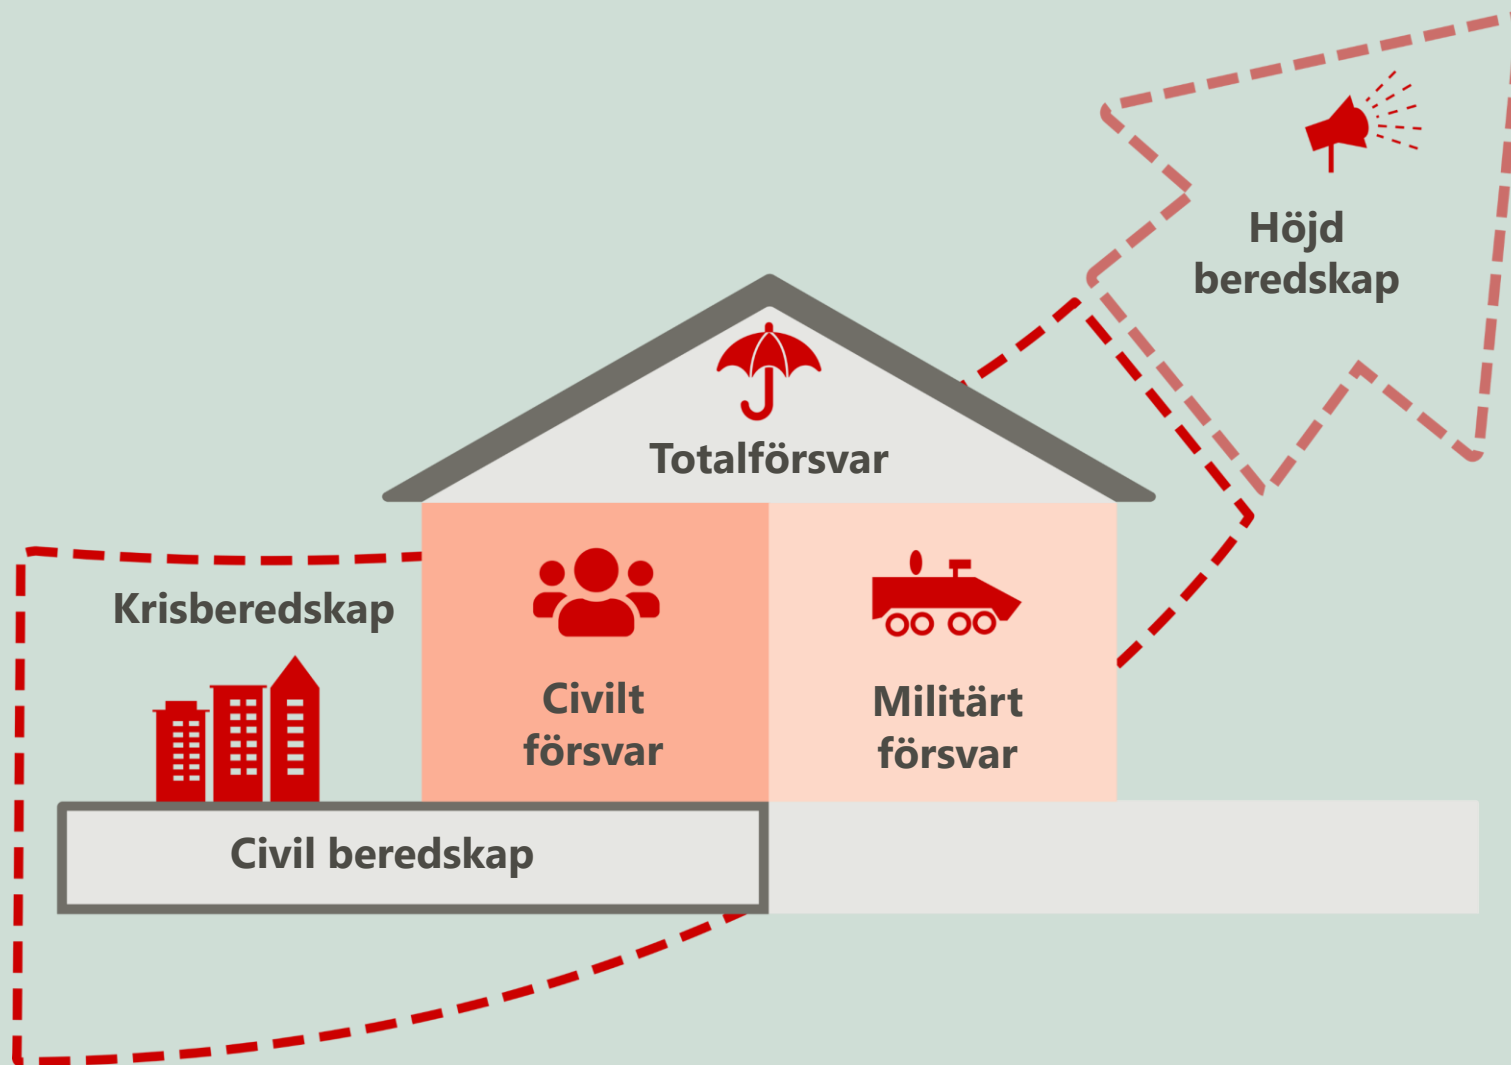 Höjd
beredskap
Totalförsvar
Krisberedskap
Civilt
försvar
Militärt
försvar
Civil beredskap